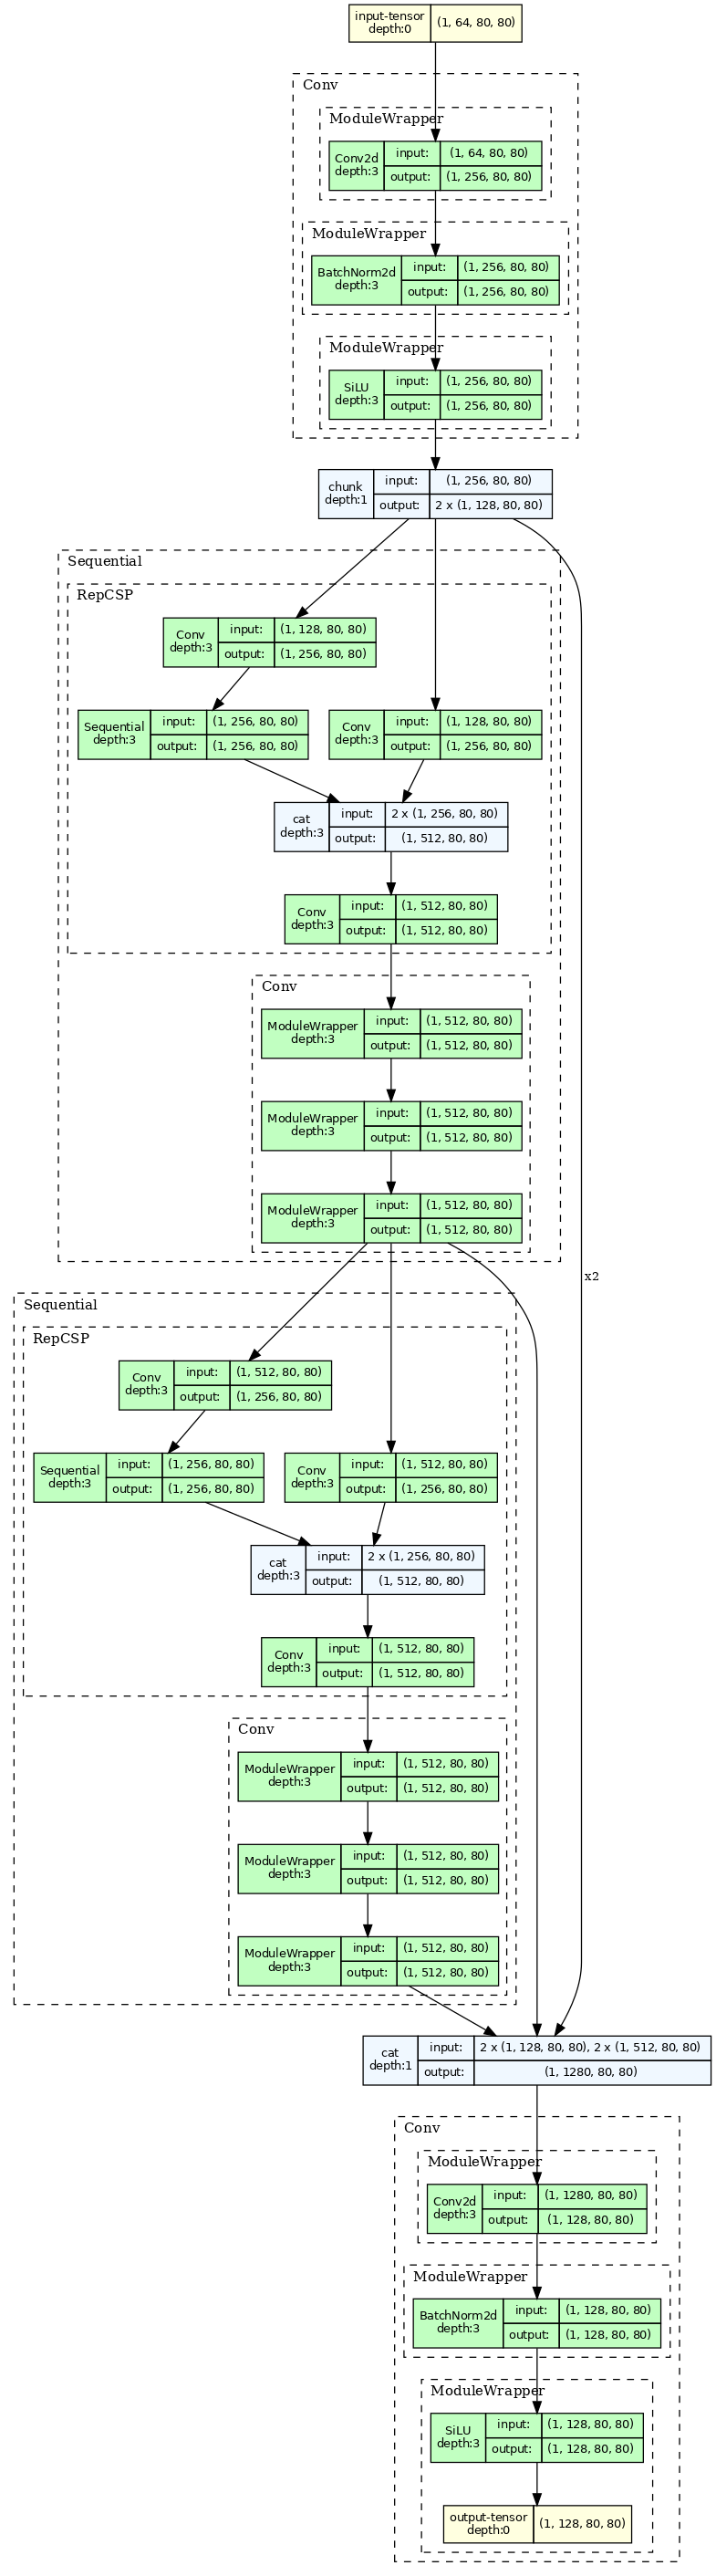 input-tensor
depth:0
(1, 64, 80, 80)
Conv
ModuleWrapper
Conv2d
depth:3
input:
(1, 64, 80, 80)
output:
(1, 256, 80, 80)
ModuleWrapper
BatchNorm2d
depth:3
input:
(1, 256, 80, 80)
output:
(1, 256, 80, 80)
ModuleWrapper
SiLU
depth:3
input:
(1, 256, 80, 80)
output:
(1, 256, 80, 80)
chunk
depth:1
input:
(1, 256, 80, 80)
output:
2 x (1, 128, 80, 80)
Sequential
RepCSP
Conv
depth:3
input:
(1, 128, 80, 80)
output:
(1, 256, 80, 80)
Sequential
depth:3
input:
(1, 256, 80, 80)
output:
(1, 256, 80, 80)
Conv
depth:3
input:
(1, 128, 80, 80)
output:
(1, 256, 80, 80)
cat
depth:3
input:
2 x (1, 256, 80, 80)
output:
(1, 512, 80, 80)
Conv
depth:3
input:
(1, 512, 80, 80)
output:
(1, 512, 80, 80)
Conv
ModuleWrapper
depth:3
input:
(1, 512, 80, 80)
output:
(1, 512, 80, 80)
ModuleWrapper
depth:3
input:
(1, 512, 80, 80)
output:
(1, 512, 80, 80)
ModuleWrapper
depth:3
input:
(1, 512, 80, 80)
output:
(1, 512, 80, 80)
x2
Sequential
RepCSP
Conv
depth:3
input:
(1, 512, 80, 80)
output:
(1, 256, 80, 80)
Sequential
depth:3
input:
(1, 256, 80, 80)
output:
(1, 256, 80, 80)
Conv
depth:3
input:
(1, 512, 80, 80)
output:
(1, 256, 80, 80)
cat
depth:3
input:
2 x (1, 256, 80, 80)
output:
(1, 512, 80, 80)
Conv
depth:3
input:
(1, 512, 80, 80)
output:
(1, 512, 80, 80)
Conv
ModuleWrapper
depth:3
input:
(1, 512, 80, 80)
output:
(1, 512, 80, 80)
ModuleWrapper
depth:3
input:
(1, 512, 80, 80)
output:
(1, 512, 80, 80)
ModuleWrapper
depth:3
input:
(1, 512, 80, 80)
output:
(1, 512, 80, 80)
cat
depth:1
input:
2 x (1, 128, 80, 80), 2 x (1, 512, 80, 80)
output:
(1, 1280, 80, 80)
Conv
ModuleWrapper
Conv2d
depth:3
input:
(1, 1280, 80, 80)
output:
(1, 128, 80, 80)
ModuleWrapper
BatchNorm2d
depth:3
input:
(1, 128, 80, 80)
output:
(1, 128, 80, 80)
ModuleWrapper
SiLU
depth:3
input:
(1, 128, 80, 80)
output:
(1, 128, 80, 80)
output-tensor
depth:0
(1, 128, 80, 80)